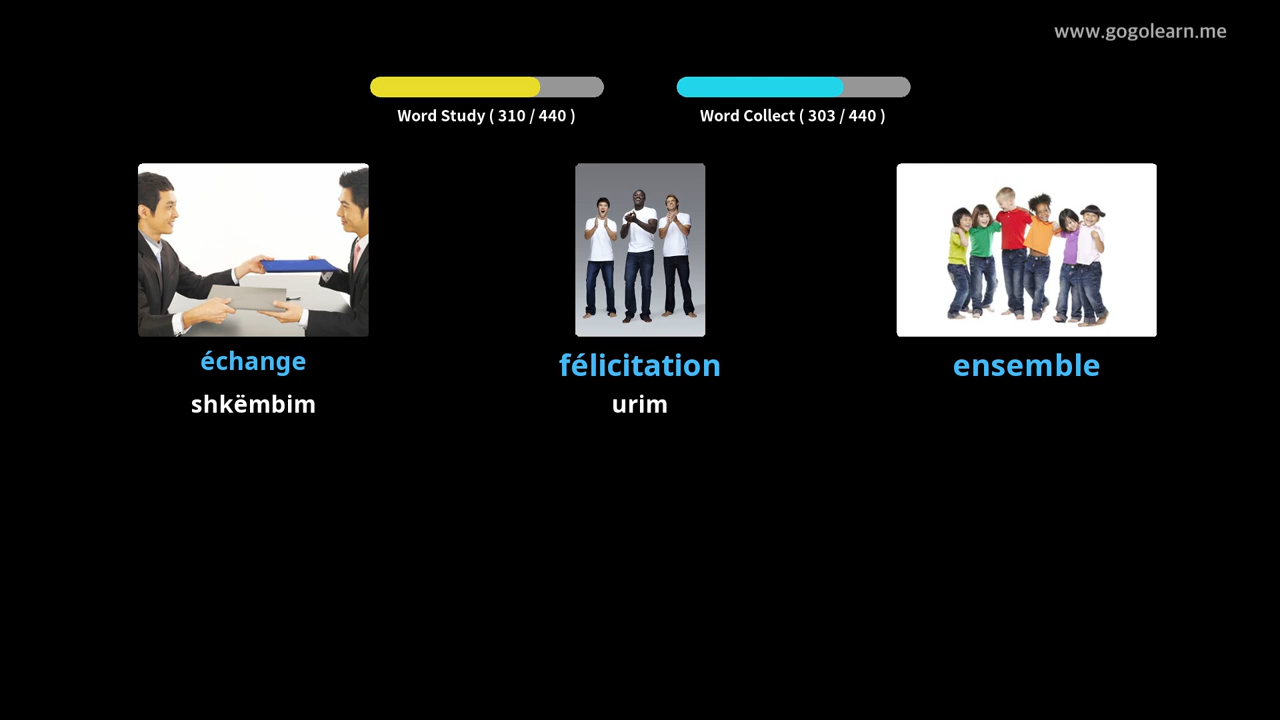 www.gogolearn.me
Word Study ( 310 / 440 )
Word Collect ( 303 / 440 )
échange
félicitation
ensemble
shkëmbim
urim